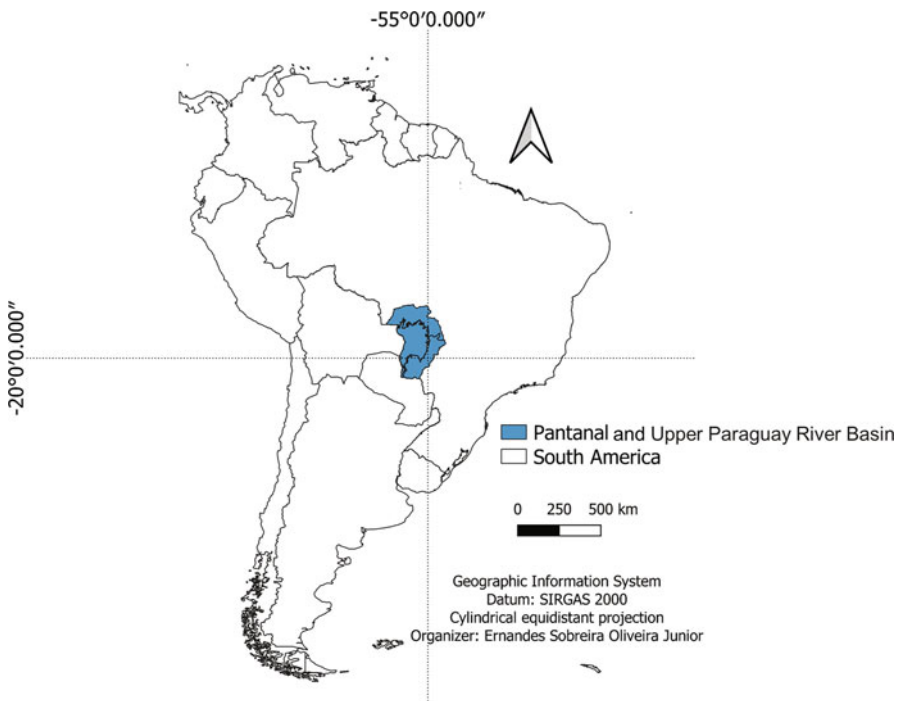 -55°0′0.000″
-20°0′0.000″
Pantanal and Upper Paraguay River Basin
South America
0 250 500 km
Geographic Information System
Datum: SIRGAS 2000
Cylindrical equidistant projection
Organizer: Ernandes Sobreira Oliveira Junior